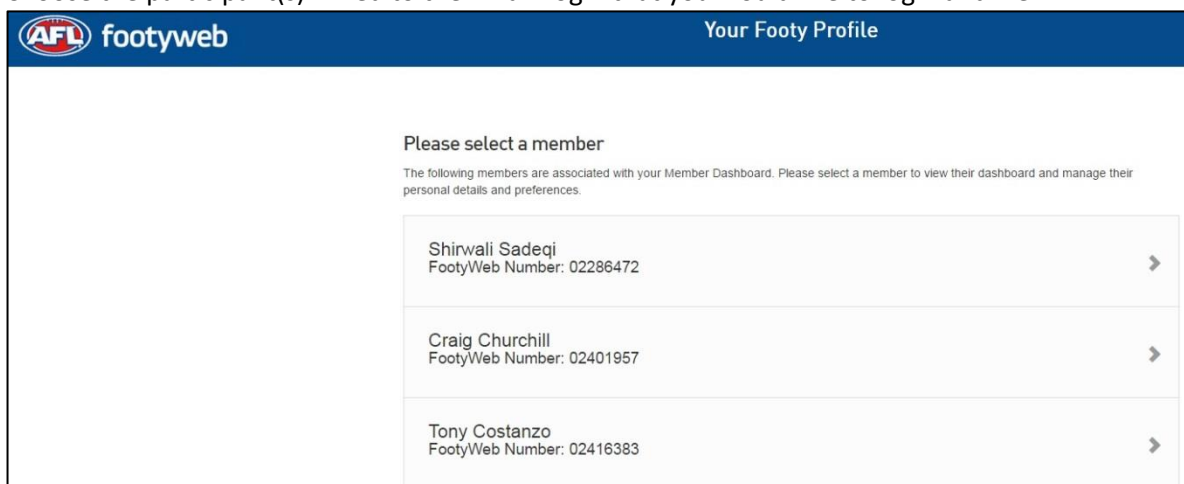 AFL footyweb
Your Footy Profile
Please select a member
The following members are associated with your Member Dashboard. Please select a member to view their dashboard and manage their
personal details and preferences.
Shirwali Sadeqi
FootyWeb Number: 02286472
Craig Churchill
FootyWeb Number: 02401957
Tony Costanzo
FootyWeb Number: 02416383